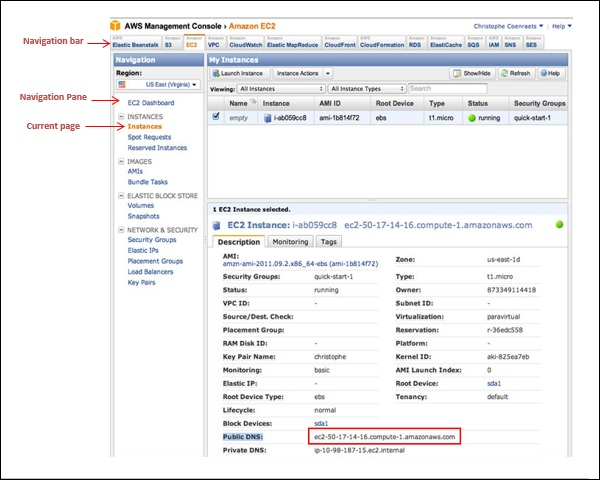 AWS Management Console > Amazon EC2
Christophe Coenraets | Help
Navigation bar
AWS Elastic Beanstalk Amazon S3 Amazon EC2 Amazon VPC Amazon CloudWatch Amazon Elastic MapReduce Amazon CloudFront AWS CloudFormation Amazon RDS Amazon ElastiCache Amazon SQS AWS IAM Amazon SNS Amazon SES
Navigation
My Instances
Region:
US East (Virginia)
Launch Instance Instance Actions Show/Hide Refresh Help
Viewing: All Instances All Instance Types Search
Name Instance AMI ID Root Device Type Status Security Groups
empty i-ab059cc8 ami-1b814f72 ebs t1.micro running quick-start-1
Navigation Pane
EC2 Dashboard
INSTANCES
Current page
Instances
Spot Requests
Reserved Instances
IMAGES
AMIs
Bundle Tasks
ELASTIC BLOCK STORE
Volumes
Snapshots
NETWORK & SECURITY
Security Groups
Elastic IPs
Placement Groups
Load Balancers
Key Pairs
1 EC2 Instance selected.
EC2 Instance: i-ab059cc8 ec2-50-17-14-16.compute-1.amazonaws.com
Description Monitoring Tags
AMI: Zone: us-east-1d
amzn-ami-2011.09.2.x86_64-ebs (ami-1b814f72)
Security Groups: quick-start-1 Type: t1.micro
Status: running Owner: 873349114418
VPC ID: - Subnet ID: -
Source/Dest. Check: Virtualization: paravirtual
Placement Group: Reservation: r-36edc558
RAM Disk ID: - Platform: -
Key Pair Name: christophe Kernel ID: aki-825ea7eb
Monitoring: basic AMI Launch Index: 0
Elastic IP: - Root Device: sda1
Root Device Type: ebs Tenancy: default
Lifecycle: normal
Block Devices: sda1
Public DNS: ec2-50-17-14-16.compute-1.amazonaws.com
Private DNS: ip-10-98-187-15.ec2.internal